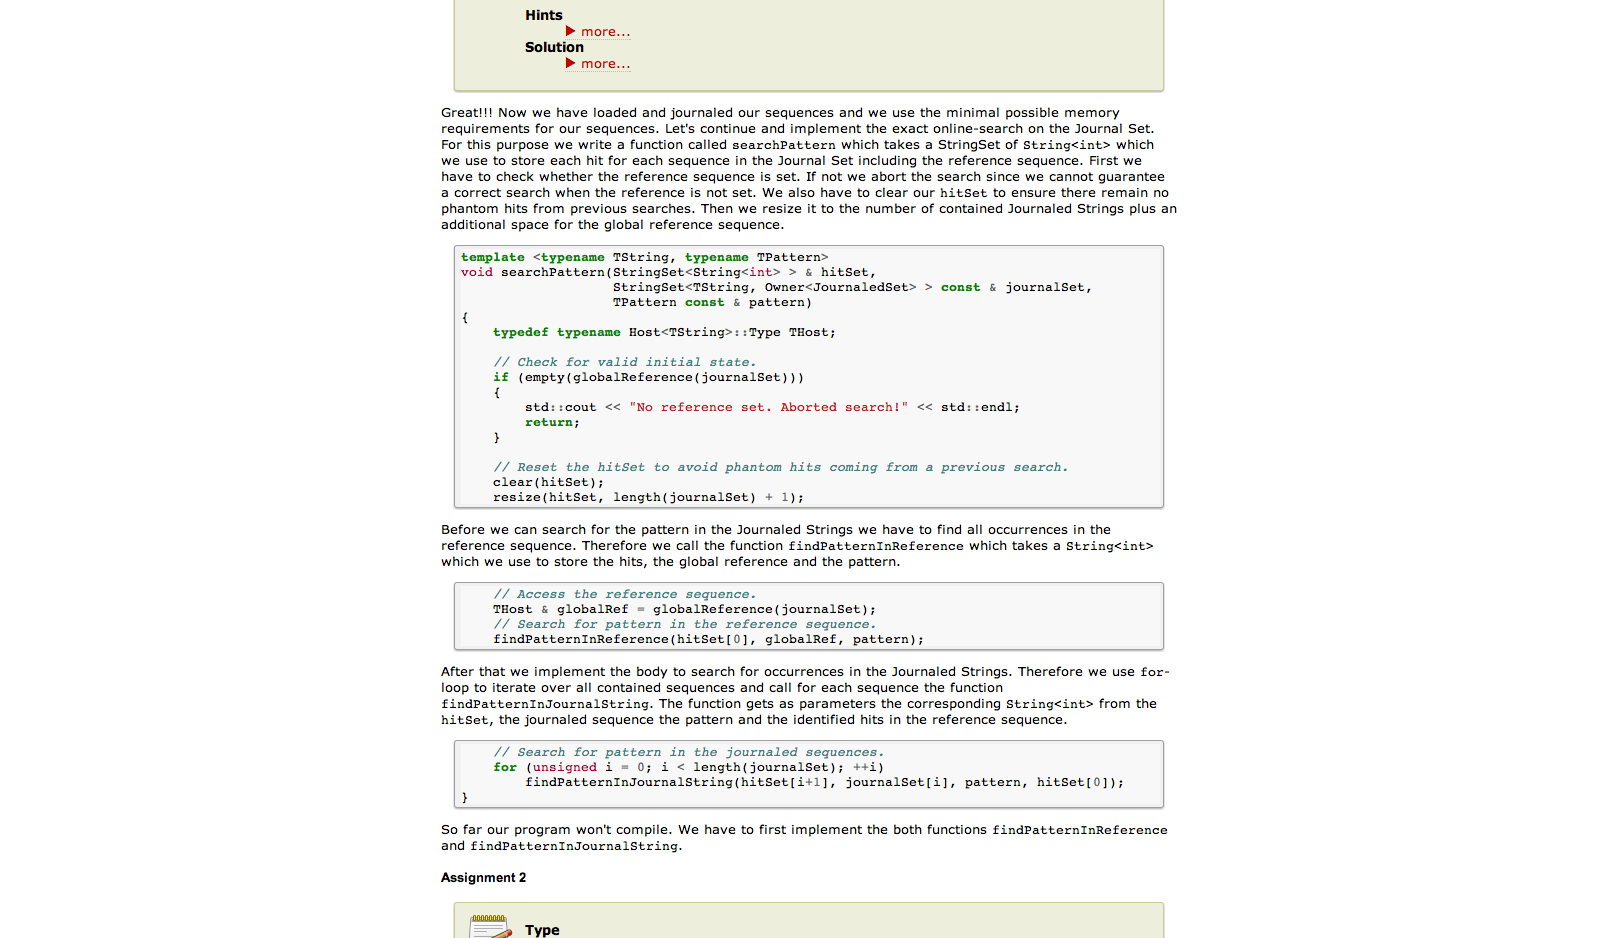 Hints
▶ more...
Solution
▶ more...
Great!!! Now we have loaded and journaled our sequences and we use the minimal possible memory
requirements for our sequences. Let's continue and implement the exact online-search on the Journal Set.
For this purpose we write a function called searchPattern which takes a StringSet of String<int> which
we use to store each hit for each sequence in the Journal Set including the reference sequence. First we
have to check whether the reference sequence is set. If not we abort the search since we cannot guarantee
a correct search when the reference is not set. We also have to clear our hitSet to ensure there remain no
phantom hits from previous searches. Then we resize it to the number of contained Journaled Strings plus an
additional space for the global reference sequence.
template <typename TString, typename TPattern>
void searchPattern(StringSet<String<int> > & hitSet,
                   StringSet<TString, Owner<JournaledSet> > const & journalSet,
                   TPattern const & pattern)
{
    typedef typename Host<TString>::Type THost;
    // Check for valid initial state.
    if (empty(globalReference(journalSet)))
    {
        std::cout << "No reference set. Aborted search!" << std::endl;
        return;
    }
    // Reset the hitSet to avoid phantom hits coming from a previous search.
    clear(hitSet);
    resize(hitSet, length(journalSet) + 1);
Before we can search for the pattern in the Journaled Strings we have to find all occurrences in the
reference sequence. Therefore we call the function findPatternInReference which takes a String<int>
which we use to store the hits, the global reference and the pattern.
    // Access the reference sequence.
    THost & globalRef = globalReference(journalSet);
    // Search for pattern in the reference sequence.
    findPatternInReference(hitSet[0], globalRef, pattern);
After that we implement the body to search for occurrences in the Journaled Strings. Therefore we use for-
loop to iterate over all contained sequences and call for each sequence the function
findPatternInJournalString. The function gets as parameters the corresponding String<int> from the
hitSet, the journaled sequence the pattern and the identified hits in the reference sequence.
    // Search for pattern in the journaled sequences.
    for (unsigned i = 0; i < length(journalSet); ++i)
        findPatternInJournalString(hitSet[i+1], journalSet[i], pattern, hitSet[0]);
}
So far our program won't compile. We have to first implement the both functions findPatternInReference
and findPatternInJournalString.
Assignment 2
Type